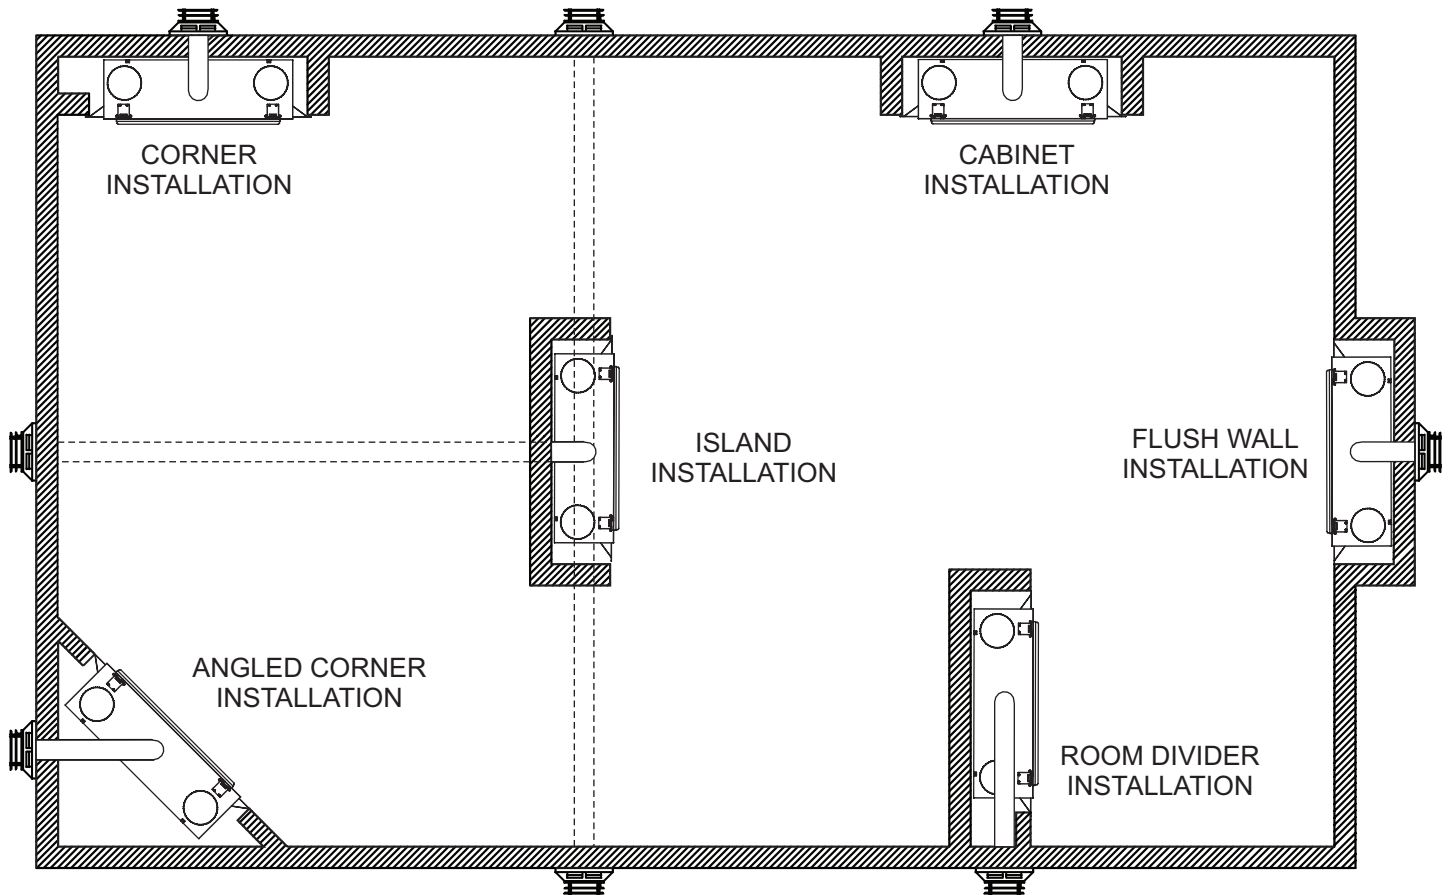 CORNER
INSTALLATION
CABINET
INSTALLATION
ISLAND
INSTALLATION
FLUSH WALL
INSTALLATION
ANGLED CORNER
INSTALLATION
ROOM DIVIDER
INSTALLATION